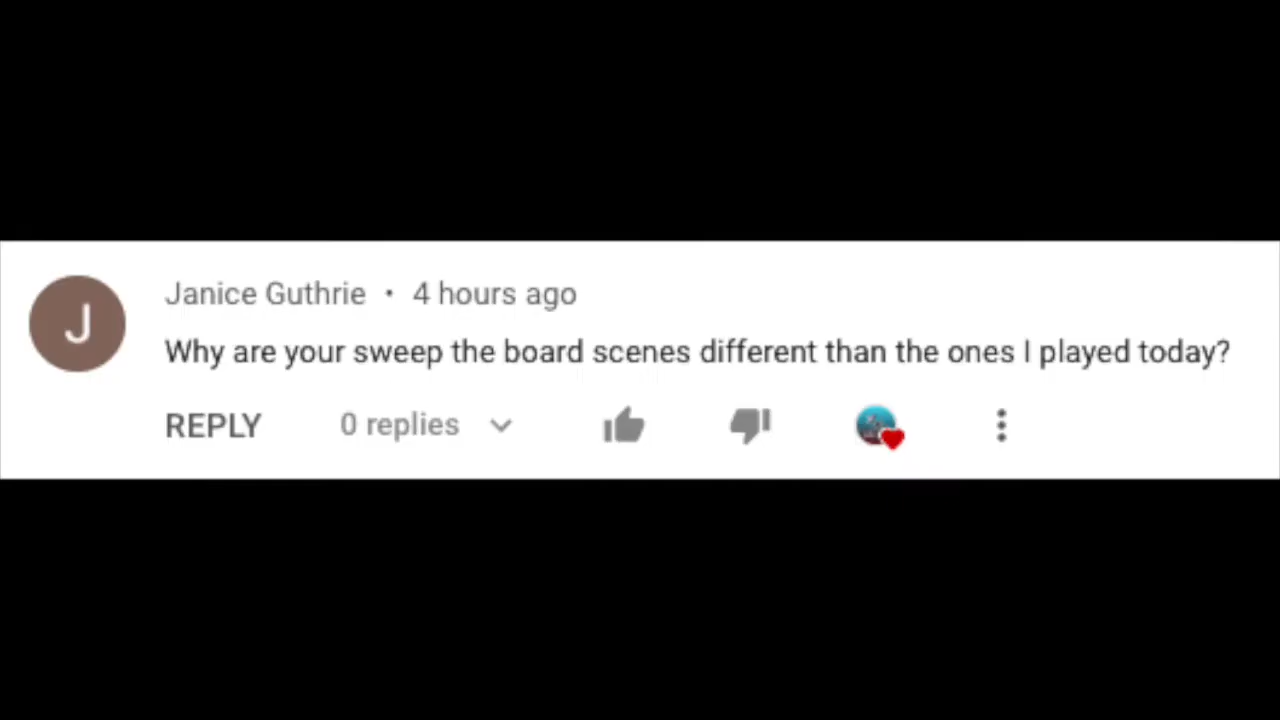 J
Janice Guthrie • 4 hours ago
Why are your sweep the board scenes different than the ones I played today?
REPLY 0 replies